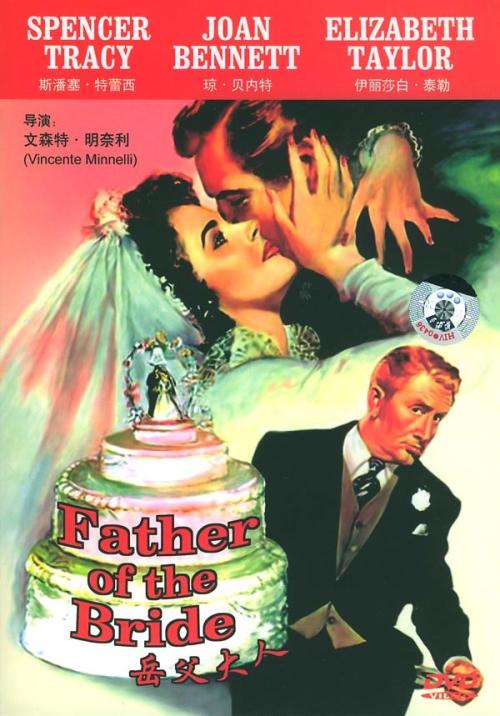 SPENCER TRACY
JOAN BENNETT
ELIZABETH TAYLOR
斯潘塞·特蕾西
琼·贝内特
伊丽莎白·泰勒
导演:
文森特·明奈利
(Vincente Minnelli)
Father
of the
Bride
岳父大人
DVD
VIDEO